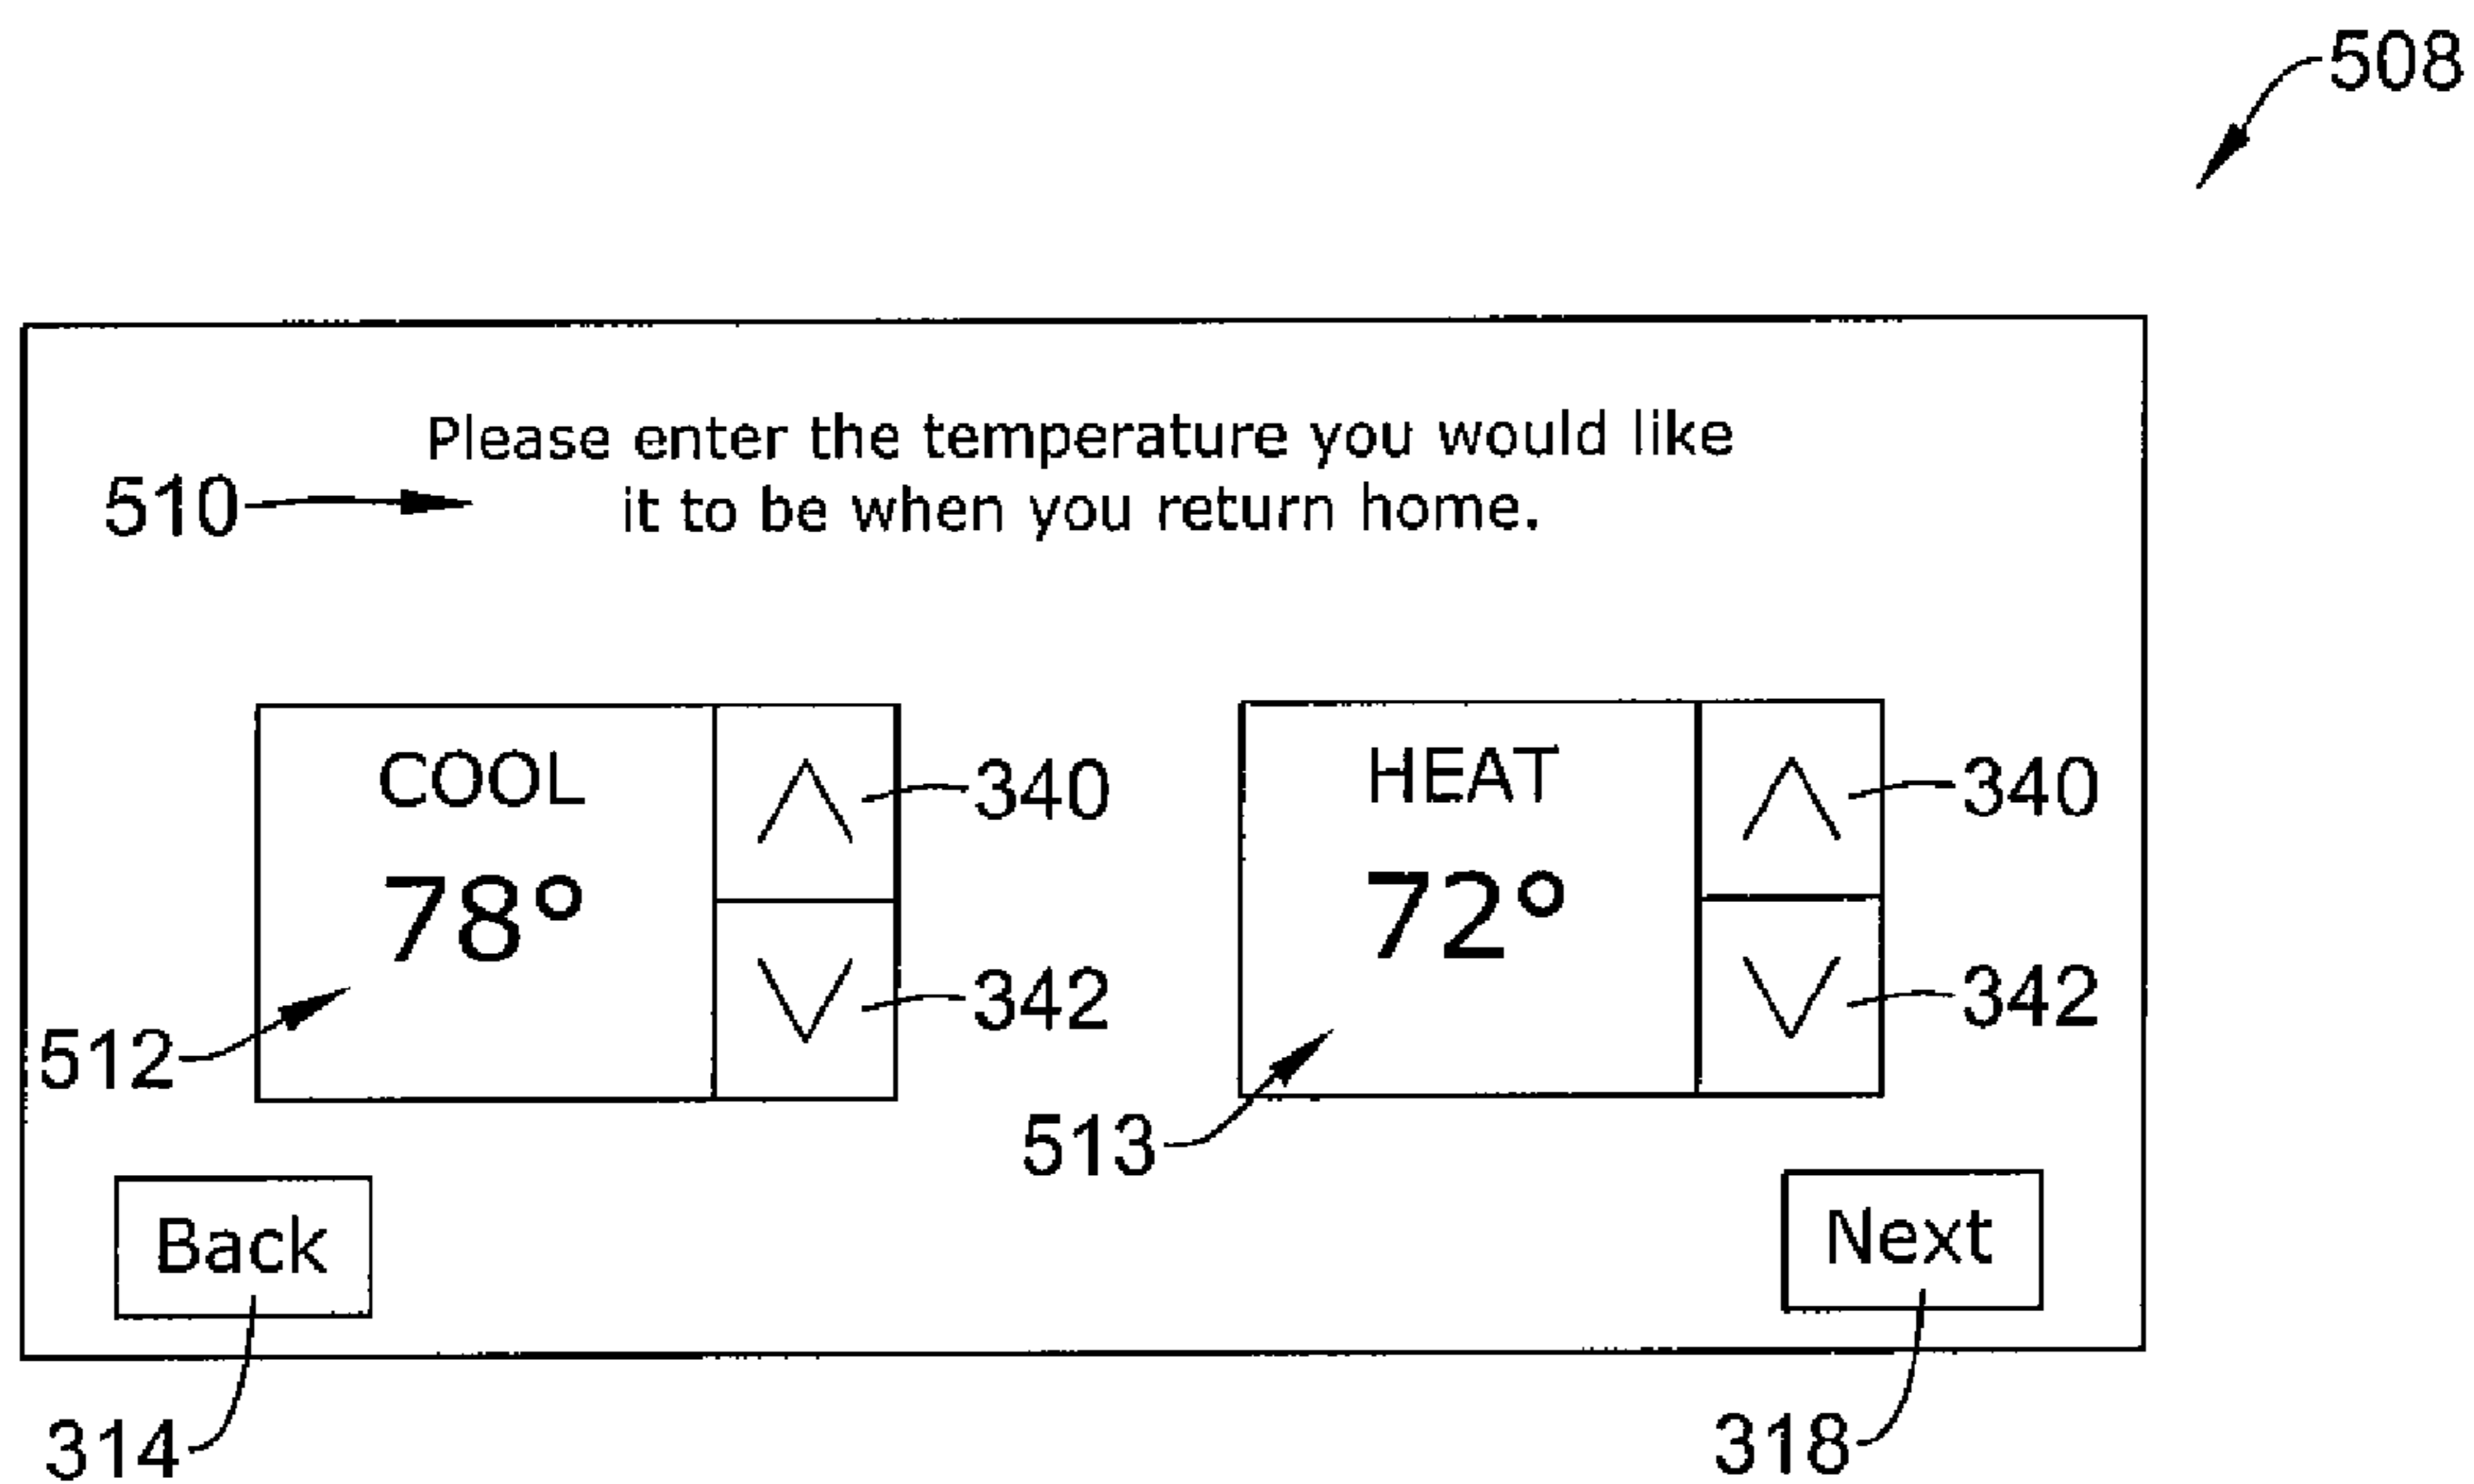 508
Please enter the temperature you would like
510
it to be when you return home.
COOL
340
HEAT
340
78°
72°
342
342
512
513
Back
Next
314
318